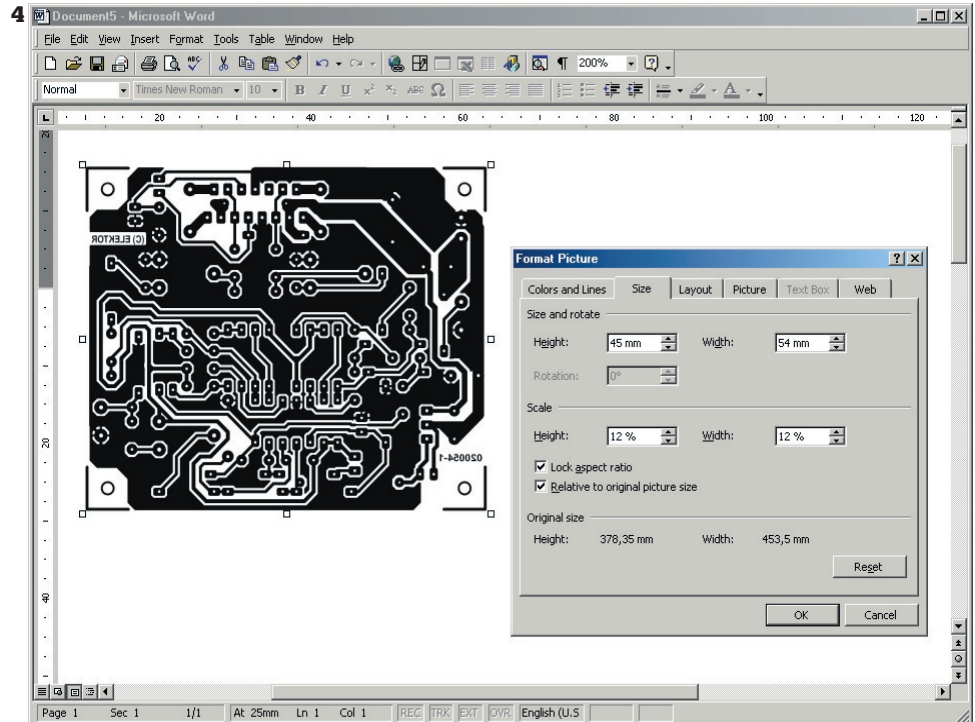 4
Document5 - Microsoft Word
File Edit View Insert Format Tools Table Window Help
200%
Normal Times New Roman 10 B I U x² x₂ ABC Ω
L 20 40 60 80 100 120
(C) ELEKTOR
020054-1
20
40
Format Picture
Colors and Lines Size Layout Picture Text Box Web
Size and rotate
Height: 45 mm Width: 54 mm
Rotation: 0°
Scale
Height: 12 % Width: 12 %
Lock aspect ratio
Relative to original picture size
Original size
Height: 378,35 mm Width: 453,5 mm
Reset
OK Cancel
Page 1 Sec 1 1/1 At 25mm Ln 1 Col 1 REC TRK EXT OVR English (U.S